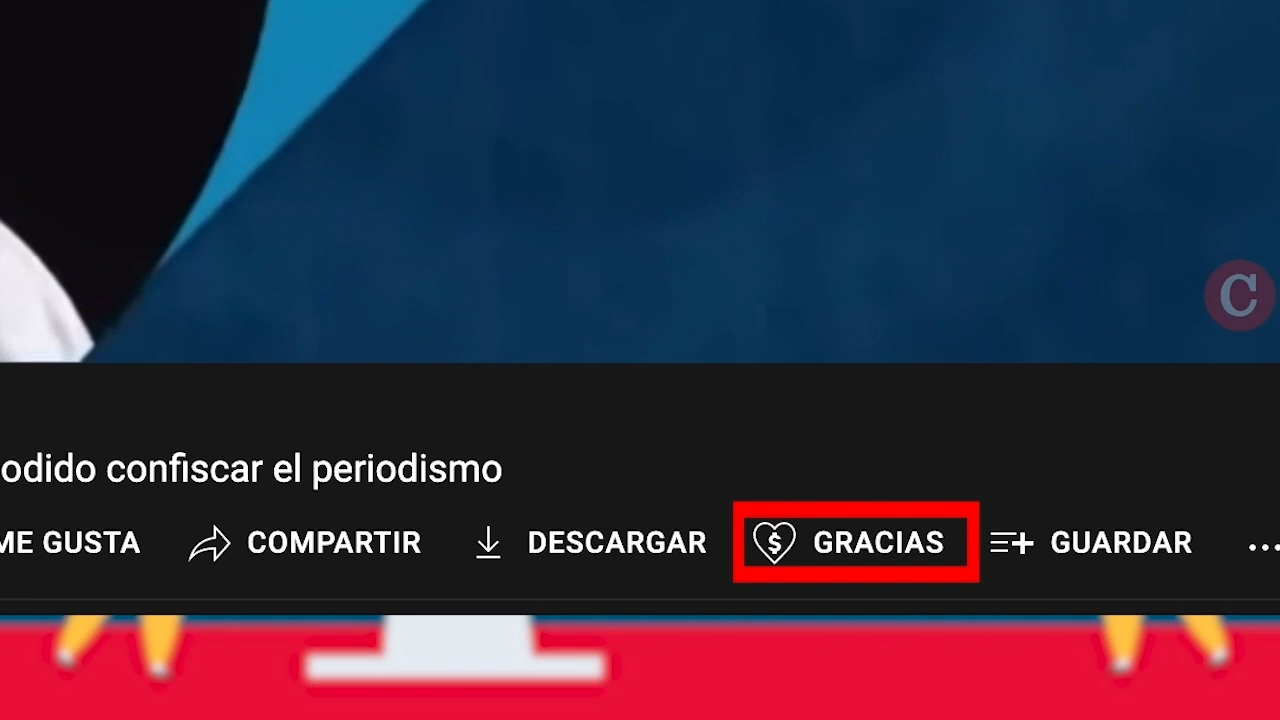 C
odido confiscar el periodismo
ME GUSTA COMPARTIR DESCARGAR $ GRACIAS GUARDAR ...